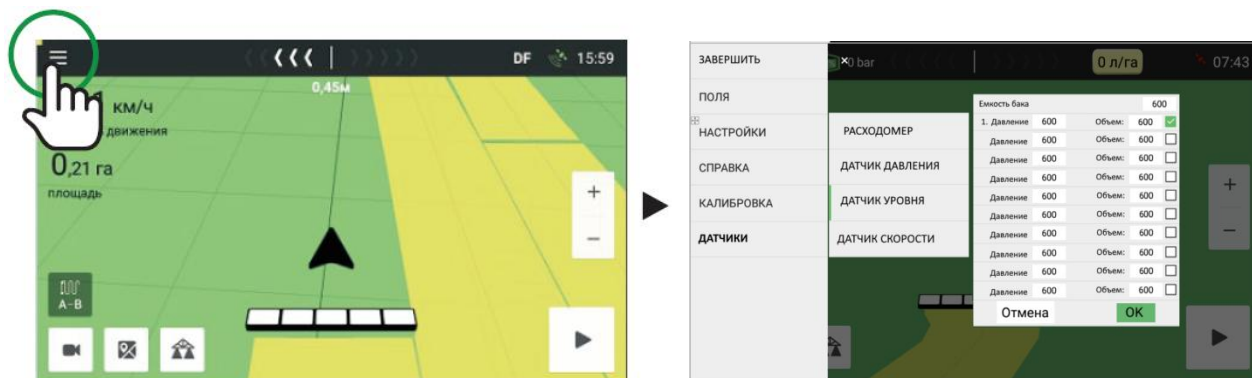 DF 15:59
0,45м
км/ч
движения
0,21 га
площадь
+
−
A-B
ЗАВЕРШИТЬ
ПОЛЯ
НАСТРОЙКИ
СПРАВКА
КАЛИБРОВКА
ДАТЧИКИ
0 bar
0 л/га
07:43
РАСХОДОМЕР
ДАТЧИК ДАВЛЕНИЯ
ДАТЧИК УРОВНЯ
ДАТЧИК СКОРОСТИ
Емкость бака 600
1. Давление 600 Объем: 600
Давление 600 Объем: 600
Давление 600 Объем: 600
Давление 600 Объем: 600
Давление 600 Объем: 600
Давление 600 Объем: 600
Давление 600 Объем: 600
Давление 600 Объем: 600
Давление 600 Объем: 600
Давление 600 Объем: 600
Отмена OK
+
−